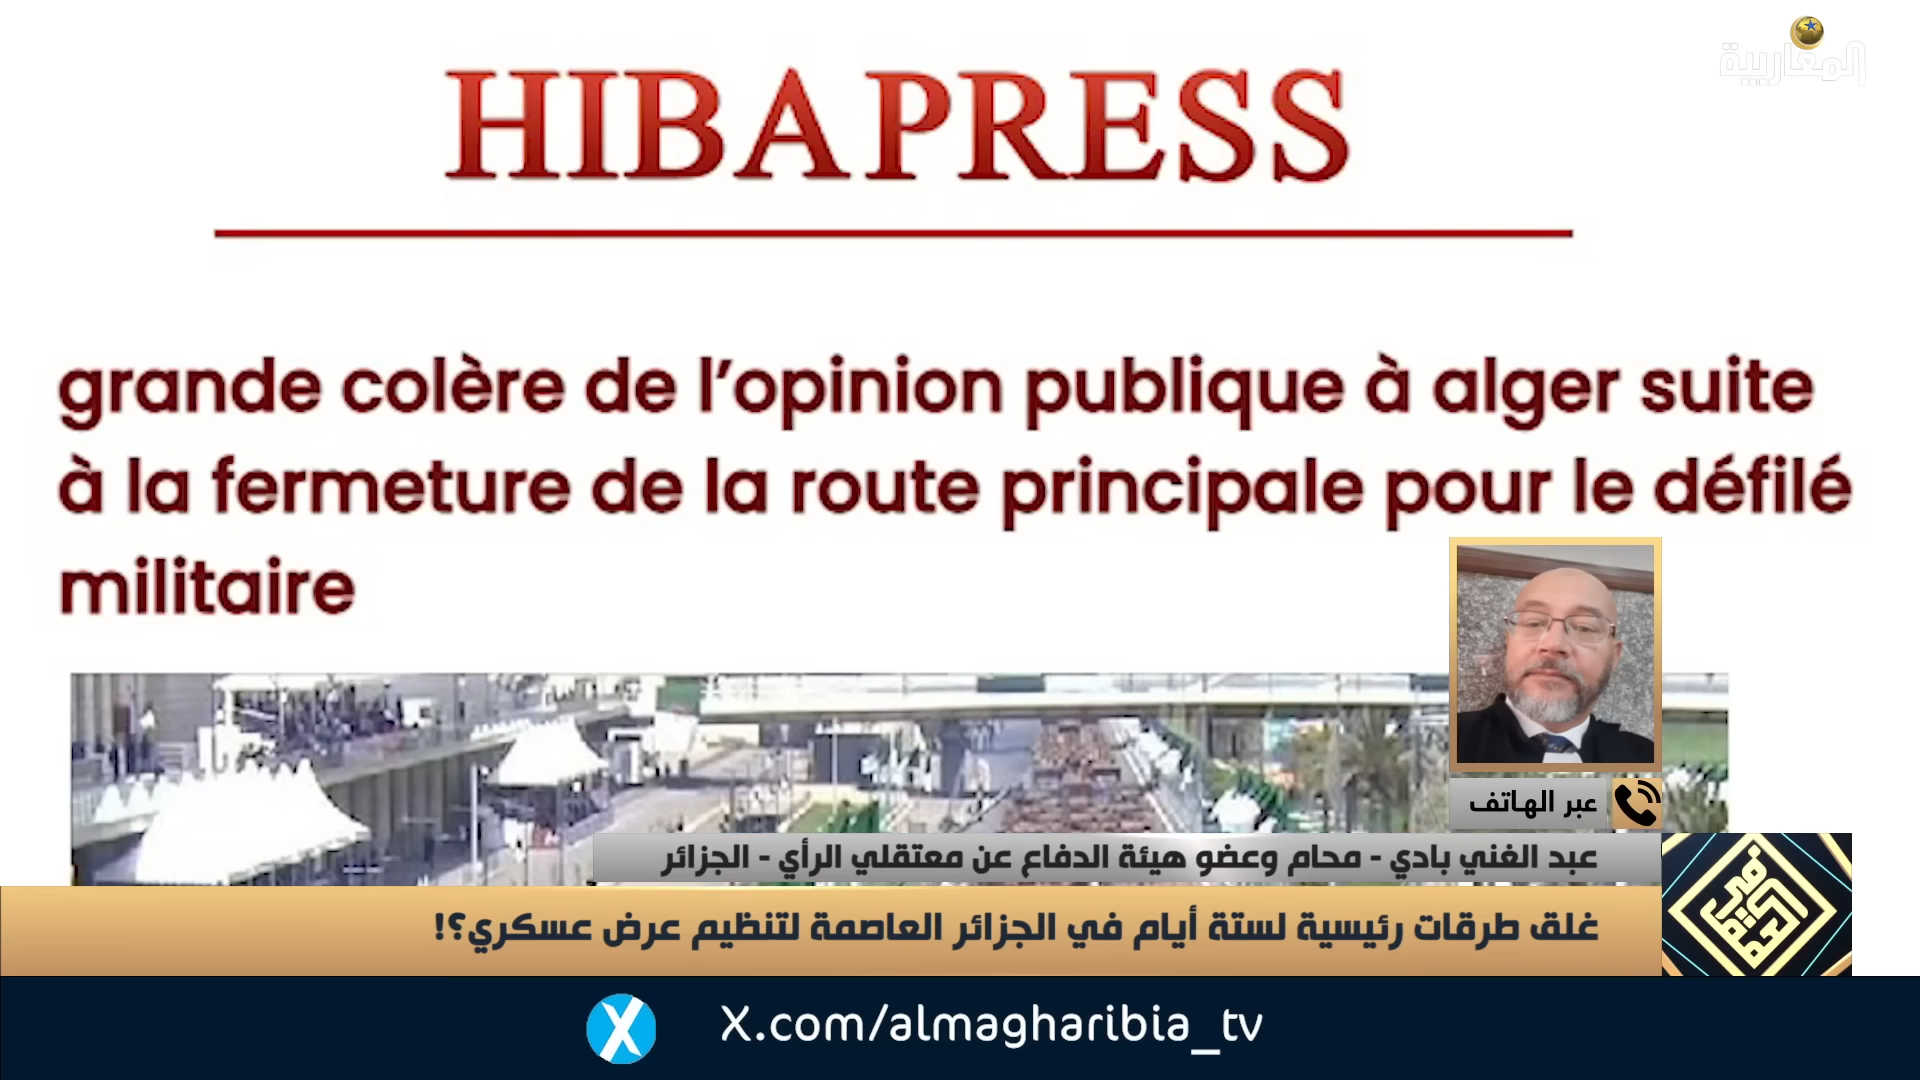 المغاربية
HIBAPRESS
grande colère de l’opinion publique à alger suite
à la fermeture de la route principale pour le défilé
militaire
عبر الهاتف
عبد الغني بادي - محام وعضو هيئة الدفاع عن معتقلي الرأي - الجزائر
غلق طرقات رئيسية لستة أيام في الجزائر العاصمة لتنظيم عرض عسكري؟!
X.com/almagharibia_tv